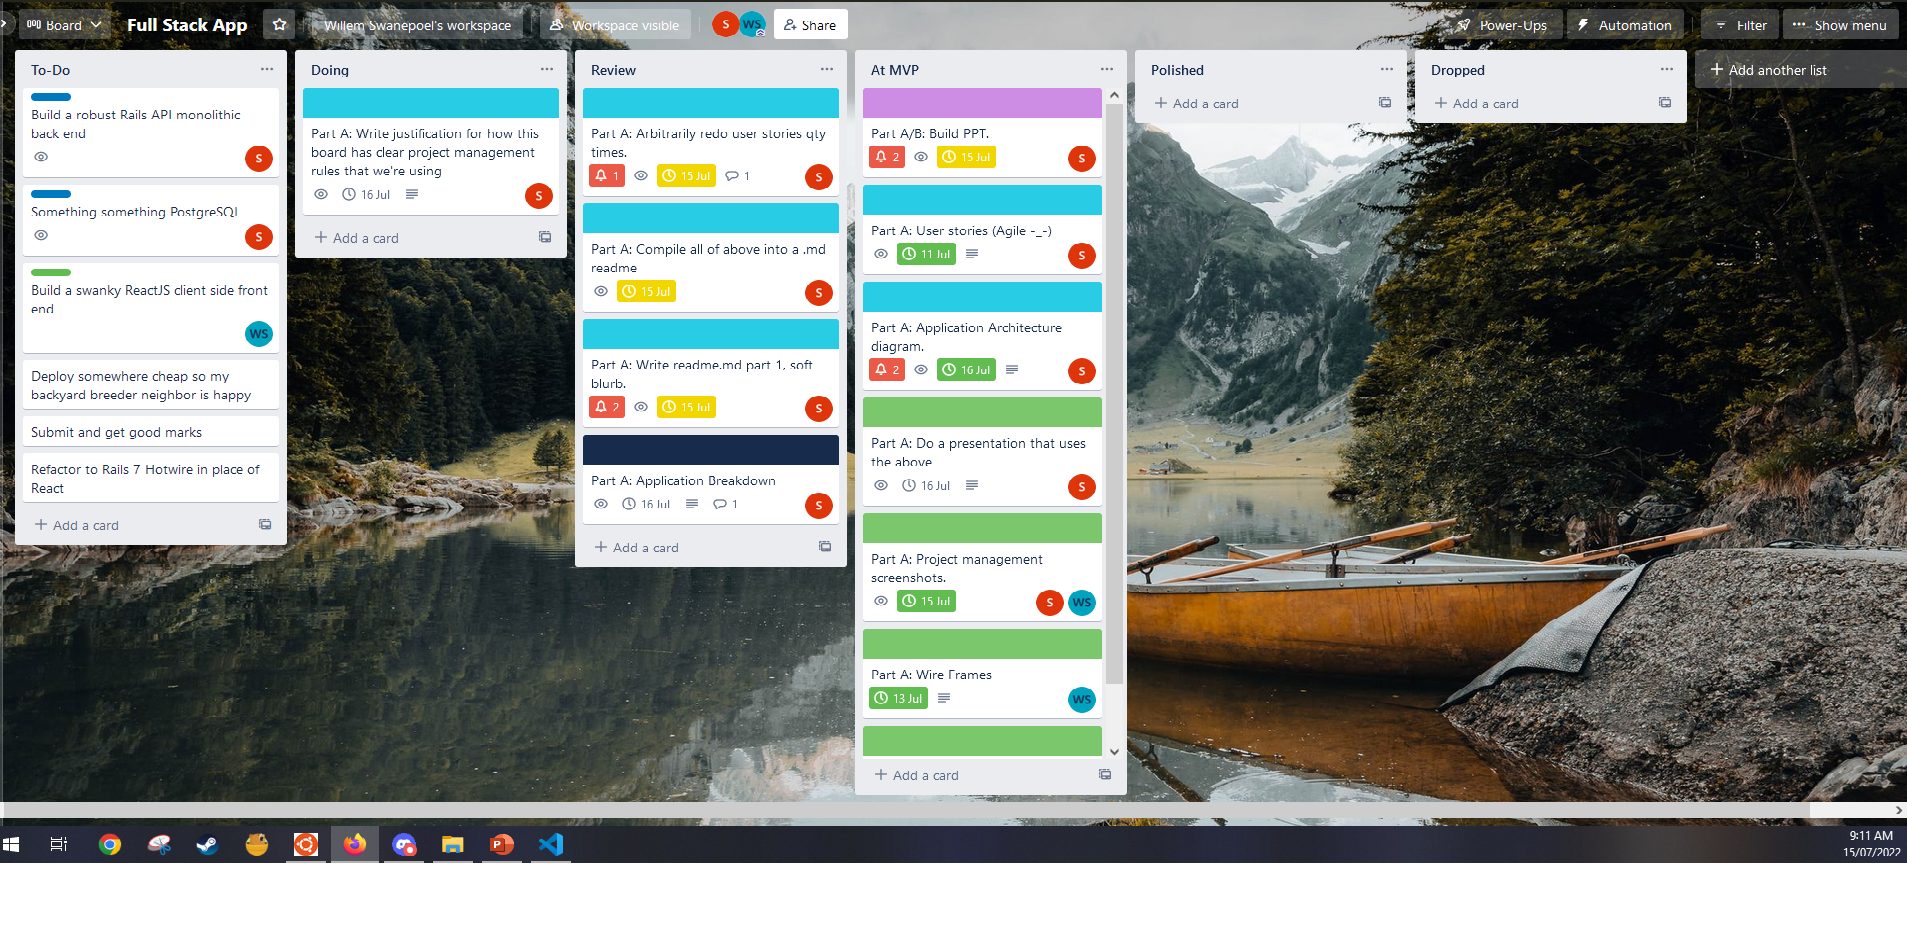 Board
Full Stack App
Willem Swanepoel's workspace
Workspace visible
S
WS
Share
Power-Ups
Automation
Filter
Show menu
To-Do
Build a robust Rails API monolithic
back end
S
Something something PostgreSQL
S
Build a swanky ReactJS client side front
end
WS
Deploy somewhere cheap so my
backyard breeder neighbor is happy
Submit and get good marks
Refactor to Rails 7 Hotwire in place of
React
Add a card
Doing
Part A: Write justification for how this
board has clear project management
rules that we're using
16 Jul
S
Add a card
Review
Part A: Arbitrarily redo user stories qty
times.
1
15 Jul
1
S
Part A: Compile all of above into a .md
readme
15 Jul
S
Part A: Write readme.md part 1, soft
blurb.
2
15 Jul
S
Part A: Application Breakdown
16 Jul
1
S
Add a card
At MVP
Part A/B: Build PPT.
2
15 Jul
S
Part A: User stories (Agile -_-)
11 Jul
S
Part A: Application Architecture
diagram.
2
16 Jul
S
Part A: Do a presentation that uses
the above
16 Jul
S
Part A: Project management
screenshots.
15 Jul
S
WS
Part A: Wire Frames
13 Jul
WS
Add a card
Polished
Add a card
Dropped
Add a card
Add another list
9:11 AM
15/07/2022